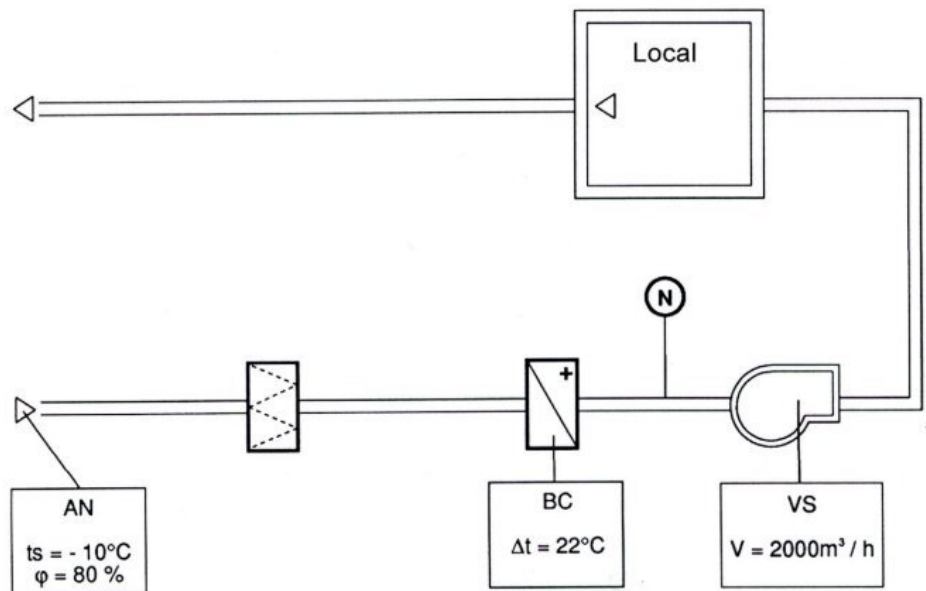 Local
N
+
AN
ts = - 10°C
φ = 80 %
BC
Δt = 22°C
VS
V = 2000m³ / h